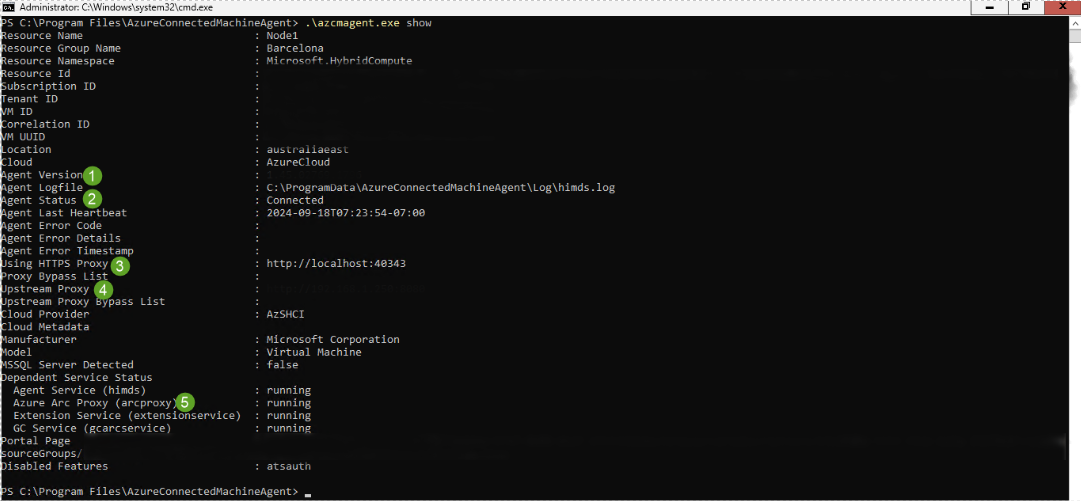 Administrator: C:\Windows\system32\cmd.exe
PS C:\Program Files\AzureConnectedMachineAgent> .\azcmagent.exe show
Resource Name : Node1
Resource Group Name : Barcelona
Resource Namespace : Microsoft.HybridCompute
Resource Id :
Subscription ID :
Tenant ID :
VM ID :
Correlation ID :
VM UUID :
Location : australiaeast
Cloud : AzureCloud
Agent Version 1 :
Agent Logfile : C:\ProgramData\AzureConnectedMachineAgent\Log\himds.log
Agent Status 2 : Connected
Agent Last Heartbeat : 2024-09-18T07:23:54-07:00
Agent Error Code :
Agent Error Details :
Agent Error Timestamp :
Using HTTPS Proxy 3 : http://localhost:40343
Proxy Bypass List :
Upstream Proxy 4 :
Upstream Proxy Bypass List :
Cloud Provider : AzSHCI
Cloud Metadata
Manufacturer : Microsoft Corporation
Model : Virtual Machine
MSSQL Server Detected : false
Dependent Service Status
Agent Service (himds) : running
Azure Arc Proxy (arcproxy) 5 : running
Extension Service (extensionservice) : running
GC Service (gcarcservice) : running
Portal Page
sourceGroups/
Disabled Features : atsauth
PS C:\Program Files\AzureConnectedMachineAgent>